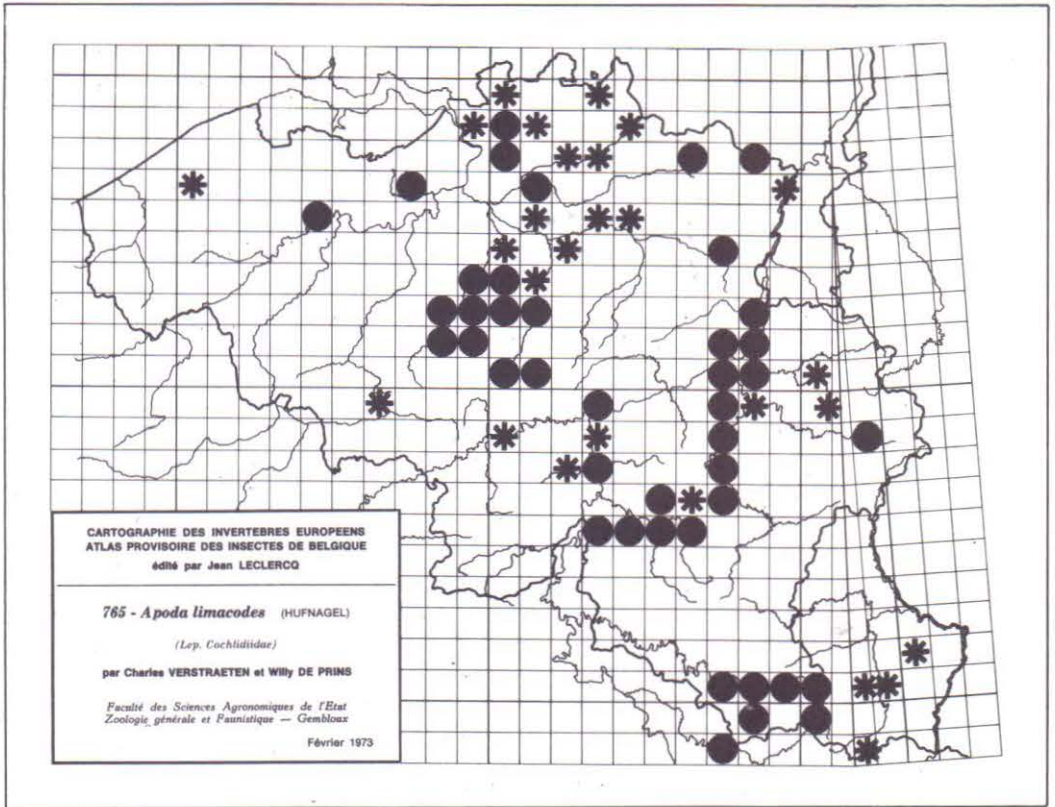 CARTOGRAPHIE DES INVERTEBRES EUROPEENS
ATLAS PROVISOIRE DES INSECTES DE BELGIQUE
édité par Jean LECLERCQ
765 - Apoda limacodes (HUFNAGEL)
(Lep. Cochlidiidae)
par Charles VERSTRAETEN et Willy DE PRINS
Faculté des Sciences Agronomiques de l'Etat
Zoologie générale et Faunistique — Gembloux
Février 1973